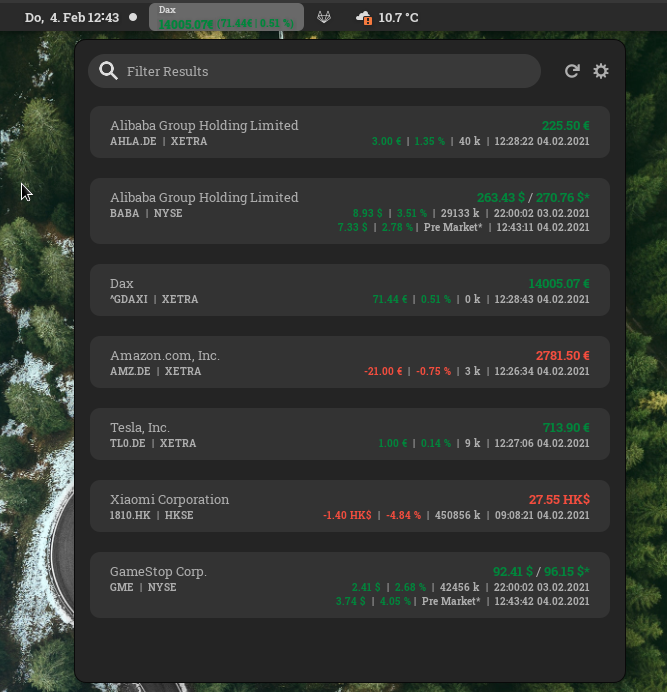 Do, 4. Feb 12:43
Dax
14005.07€ (71.44€ | 0.51 %)
10.7 °C
Filter Results
Alibaba Group Holding Limited 225.50 €
AHLA.DE | XETRA 3.00 € | 1.35 % | 40 k | 12:28:22 04.02.2021
Alibaba Group Holding Limited 263.43 $ / 270.76 $*
BABA | NYSE 8.93 $ | 3.51 % | 29133 k | 22:00:02 03.02.2021
7.33 $ | 2.78 % | Pre Market* | 12:43:11 04.02.2021
Dax 14005.07 €
^GDAXI | XETRA 71.44 € | 0.51 % | 0 k | 12:28:43 04.02.2021
Amazon.com, Inc. 2781.50 €
AMZ.DE | XETRA -21.00 € | -0.75 % | 3 k | 12:26:34 04.02.2021
Tesla, Inc. 713.90 €
TL0.DE | XETRA 1.00 € | 0.14 % | 9 k | 12:27:06 04.02.2021
Xiaomi Corporation 27.55 HK$
1810.HK | HKSE -1.40 HK$ | -4.84 % | 450856 k | 09:08:21 04.02.2021
GameStop Corp. 92.41 $ / 96.15 $*
GME | NYSE 2.41 $ | 2.68 % | 42456 k | 22:00:02 03.02.2021
3.74 $ | 4.05 % | Pre Market* | 12:43:42 04.02.2021